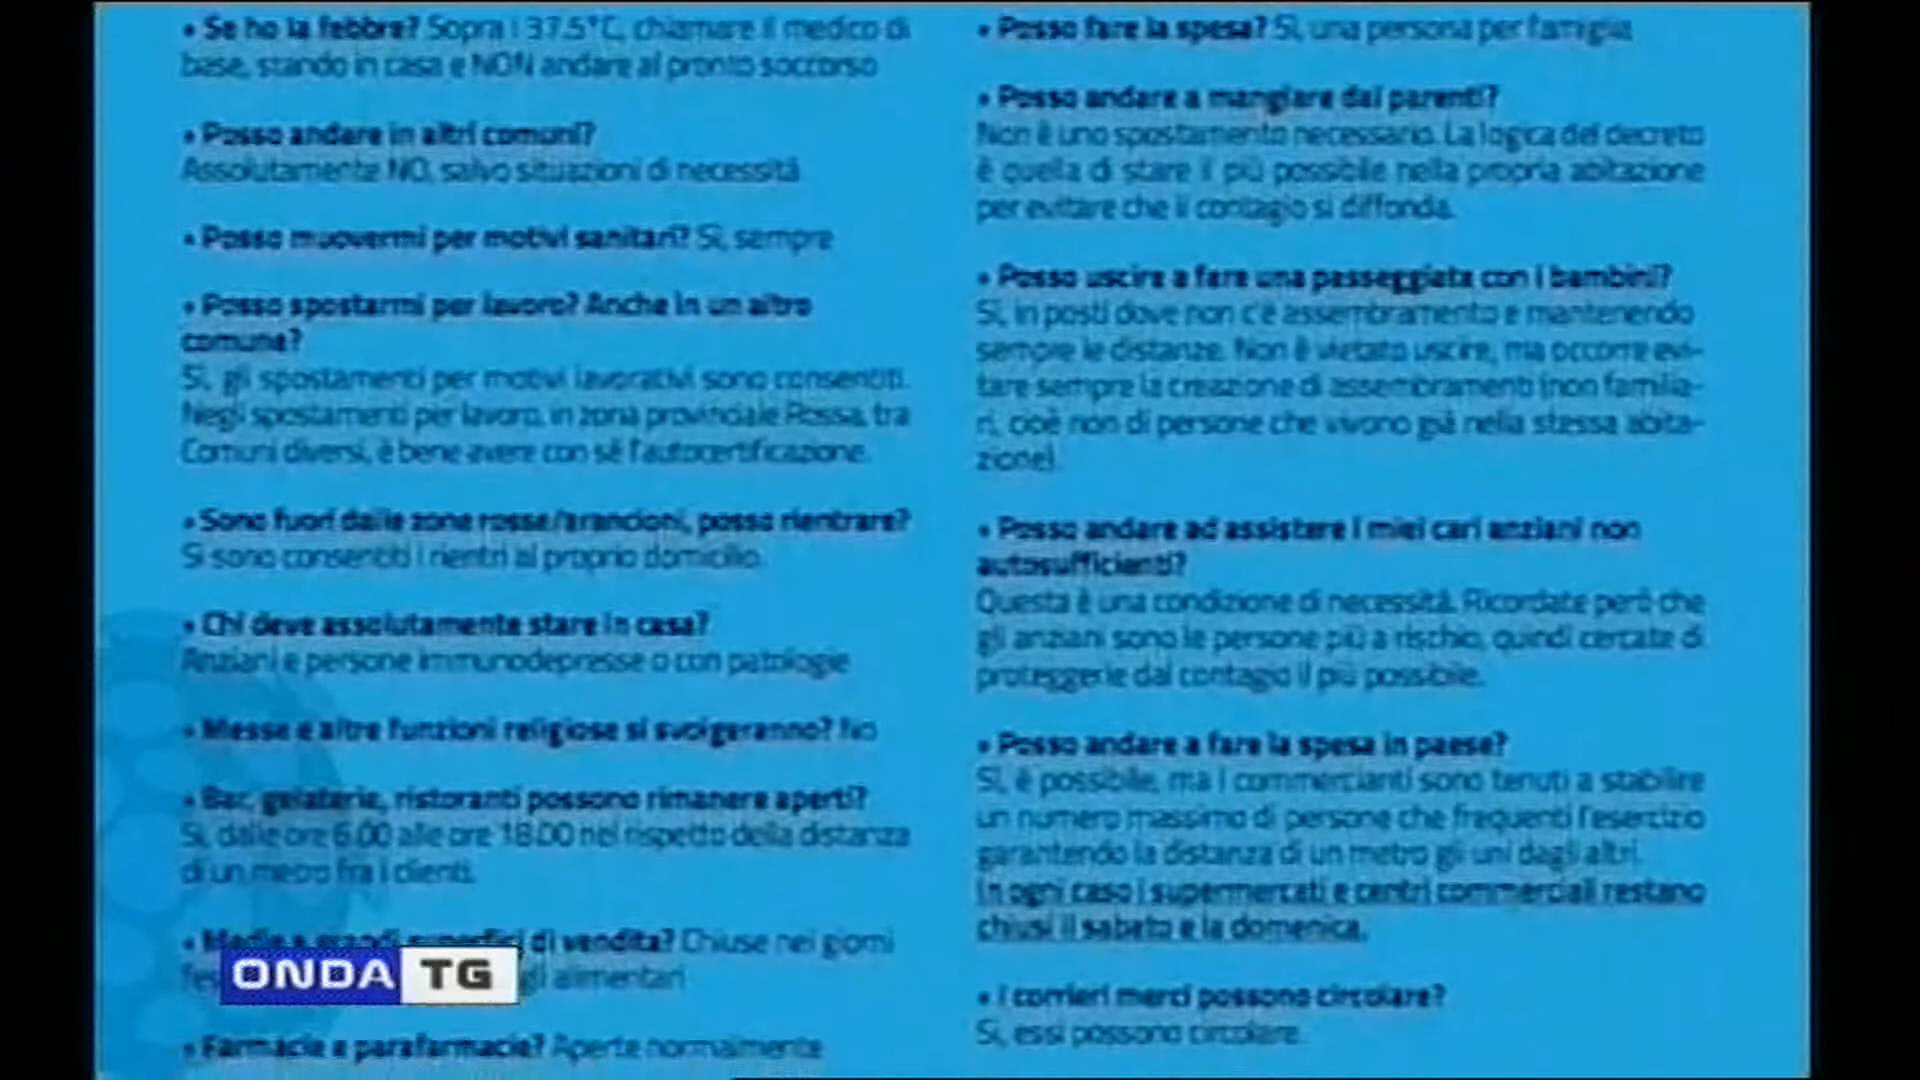 • Se ho la febbre? Sopra i 37.5°C, chiamare il medico di
base, stando in casa e NON andare al pronto soccorso
• Posso andare in altri comuni?
Assolutamente NO, salvo situazioni di necessità
• Posso muovermi per motivi sanitari? Sì, sempre
• Posso spostarmi per lavoro? Anche in un altro
comune?
Sì, gli spostamenti per motivi lavorativi sono consentiti.
Negli spostamenti per lavoro, in zona provinciale Rossa, tra
Comuni diversi, è bene avere con sé l'autocertificazione.
• Sono fuori dalle zone rosse/arancioni, posso rientrare?
Si sono consentiti i rientri al proprio domicilio.
• Chi deve assolutamente stare in casa?
Anziani e persone immunodepresse o con patologie
• Messe e altre funzioni religiose si svolgeranno? No
• Bar, gelaterie, ristoranti possono rimanere aperti?
Sì, dalle ore 6.00 alle ore 18.00 nel rispetto della distanza
di un metro fra i clienti.
• Medie e grandi superfici di vendita? Chiuse nei giorni
gli alimentari
ONDA TG
• Farmacie e parafarmacie? Aperte normalmente
• Posso fare la spesa? Sì, una persona per famiglia
• Posso andare a mangiare dai parenti?
Non è uno spostamento necessario. La logica del decreto
è quella di stare il più possibile nella propria abitazione
per evitare che il contagio si diffonda.
• Posso uscire a fare una passeggiata con i bambini?
Sì, in posti dove non c'è assembramento e mantenendo
sempre le distanze. Non è vietato uscire, ma occorre evi-
tare sempre la creazione di assembramenti (non familia-
ri, cioè non di persone che vivono già nella stessa abita-
zione).
• Posso andare ad assistere i miei cari anziani non
autosufficienti?
Questa è una condizione di necessità. Ricordate però che
gli anziani sono le persone più a rischio, quindi cercate di
proteggerle dal contagio il più possibile.
• Posso andare a fare la spesa in paese?
Sì, è possibile, ma i commercianti sono tenuti a stabilire
un numero massimo di persone che frequenti l'esercizio
garantendo la distanza di un metro gli uni dagli altri.
In ogni caso i supermercati e centri commerciali restano
chiusi il sabato e la domenica.
• I corrieri merci possono circolare?
Sì, essi possono circolare.